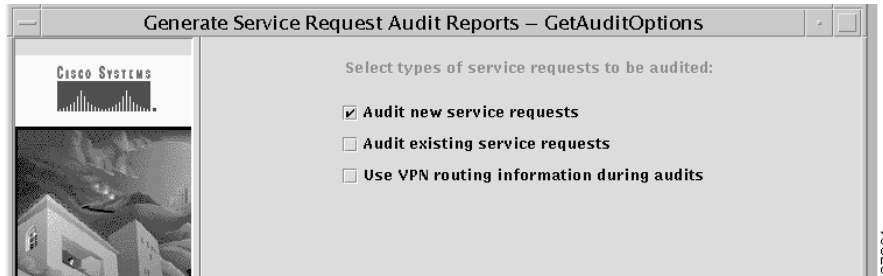 Generate Service Request Audit Reports – GetAuditOptions
CISCO SYSTEMS
Select types of service requests to be audited:
Audit new service requests
Audit existing service requests
Use VPN routing information during audits